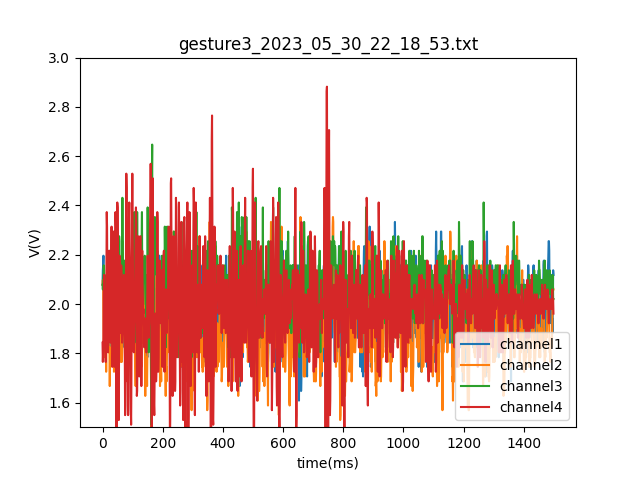 gesture3_2023_05_30_22_18_53.txt
3.0
2.8
2.6
2.4
2.2
2.0
1.8
1.6
V(V)
channel1
channel2
channel3
channel4
0 200 400 600 800 1000 1200 1400
time(ms)